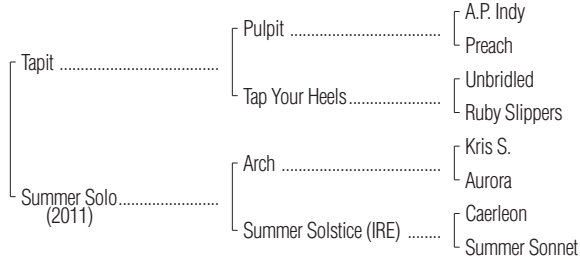 A.P. Indy
Pulpit ..................................
Preach
Tapit ....................................
Unbridled
Tap Your Heels.....................
Ruby Slippers
Kris S.
Arch ....................................
Aurora
Summer Solo.......................
(2011)
Caerleon
Summer Solstice (IRE) ........
Summer Sonnet